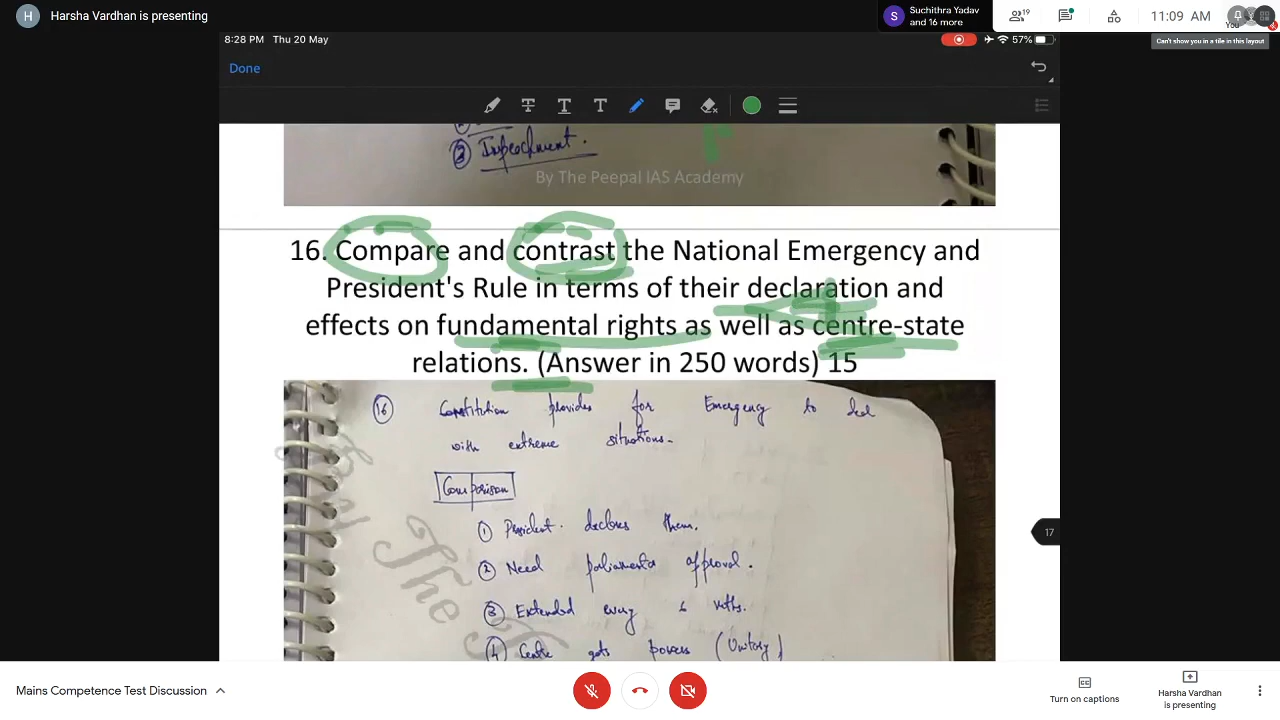 H Harsha Vardhan is presenting
S Suchithra Yadav
and 16 more
19
11:09 AM
You
Can't show you in a tile in this layout
8:28 PM Thu 20 May
57%
Done
T T T
Impeachment.
By The Peepal IAS Academy
16. Compare and contrast the National Emergency and
President's Rule in terms of their declaration and
effects on fundamental rights as well as centre-state
relations. (Answer in 250 words) 15
16 Constitution provides for Emergency to deal
with extreme situations.
Comparison
1 President declares them.
2 Need parliamentary approval.
17
3 Extended every 6 mths.
4 Centre gets powers (Unitary)
The
Mains Competence Test Discussion
CC
Turn on captions
Harsha Vardhan
is presenting